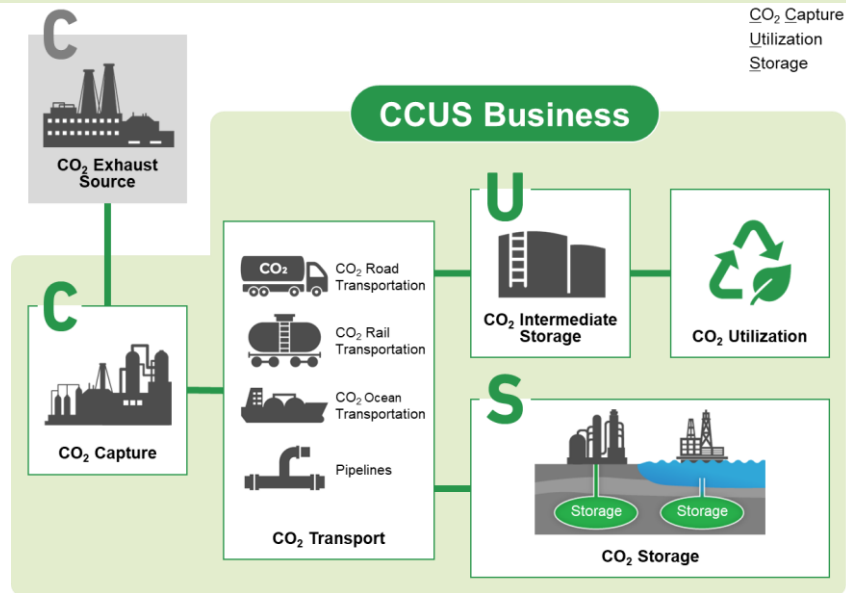 CO₂ Capture
Utilization
Storage
C
CO₂ Exhaust
Source
CCUS Business
C
CO₂ Capture
CO₂
CO₂ Road
Transportation
CO₂ Rail
Transportation
CO₂ Ocean
Transportation
Pipelines
CO₂ Transport
U
CO₂ Intermediate
Storage
CO₂ Utilization
S
Storage
Storage
CO₂ Storage